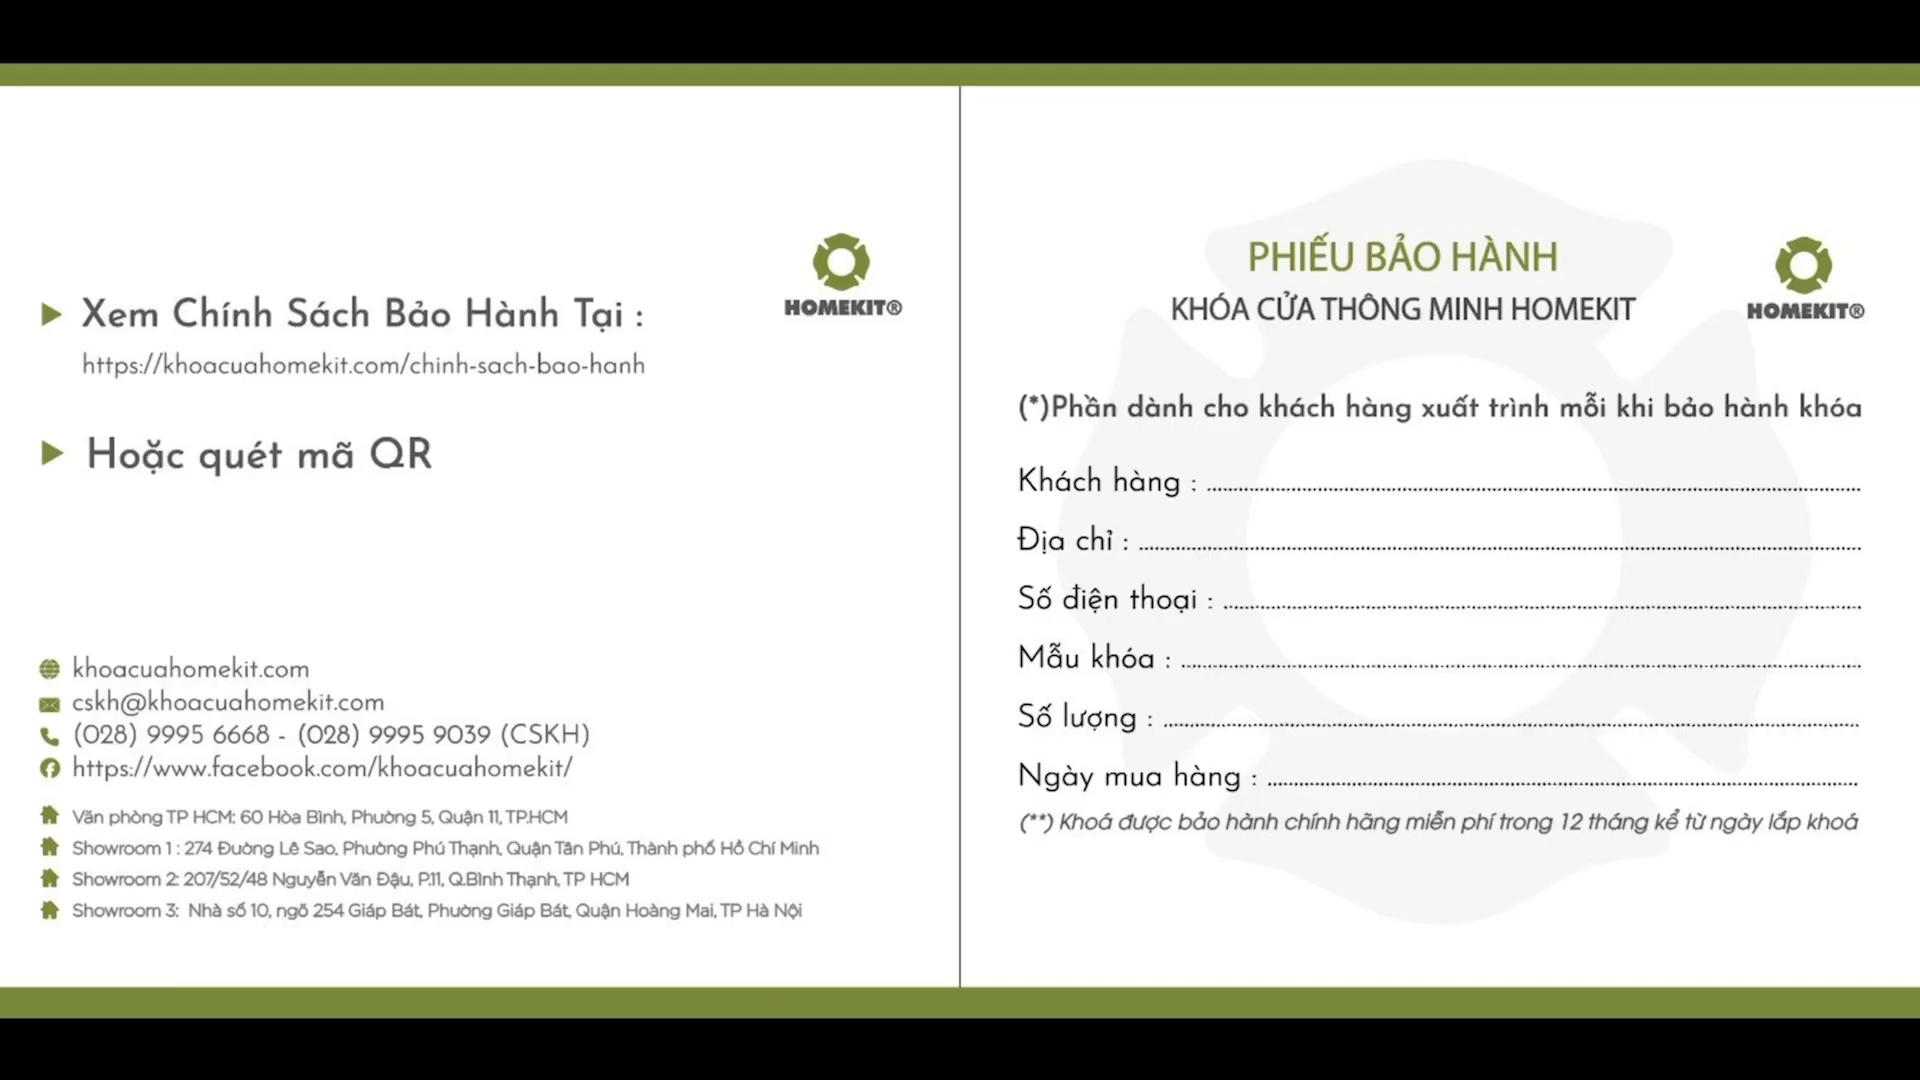 HOMEKIT®
Xem Chính Sách Bảo Hành Tại :
https://khoacuahomekit.com/chinh-sach-bao-hanh
Hoặc quét mã QR
khoacuahomekit.com
cskh@khoacuahomekit.com
(028) 9995 6668 - (028) 9995 9039 (CSKH)
https://www.facebook.com/khoacuahomekit/
Văn phòng TP HCM: 60 Hòa Bình, Phường 5, Quận 11, TP.HCM
Showroom 1 : 274 Đường Lê Sao, Phường Phú Thạnh, Quận Tân Phú, Thành phố Hồ Chí Minh
Showroom 2: 207/52/48 Nguyễn Văn Đậu, P.11, Q.Bình Thạnh, TP HCM
Showroom 3: Nhà số 10, ngõ 254 Giáp Bát, Phường Giáp Bát, Quận Hoàng Mai, TP Hà Nội
PHIẾU BẢO HÀNH
KHÓA CỬA THÔNG MINH HOMEKIT
HOMEKIT®
(*)Phần dành cho khách hàng xuất trình mỗi khi bảo hành khóa
Khách hàng :
Địa chỉ :
Số điện thoại :
Mẫu khóa :
Số lượng :
Ngày mua hàng :
(**) Khoá được bảo hành chính hãng miễn phí trong 12 tháng kể từ ngày lắp khoá